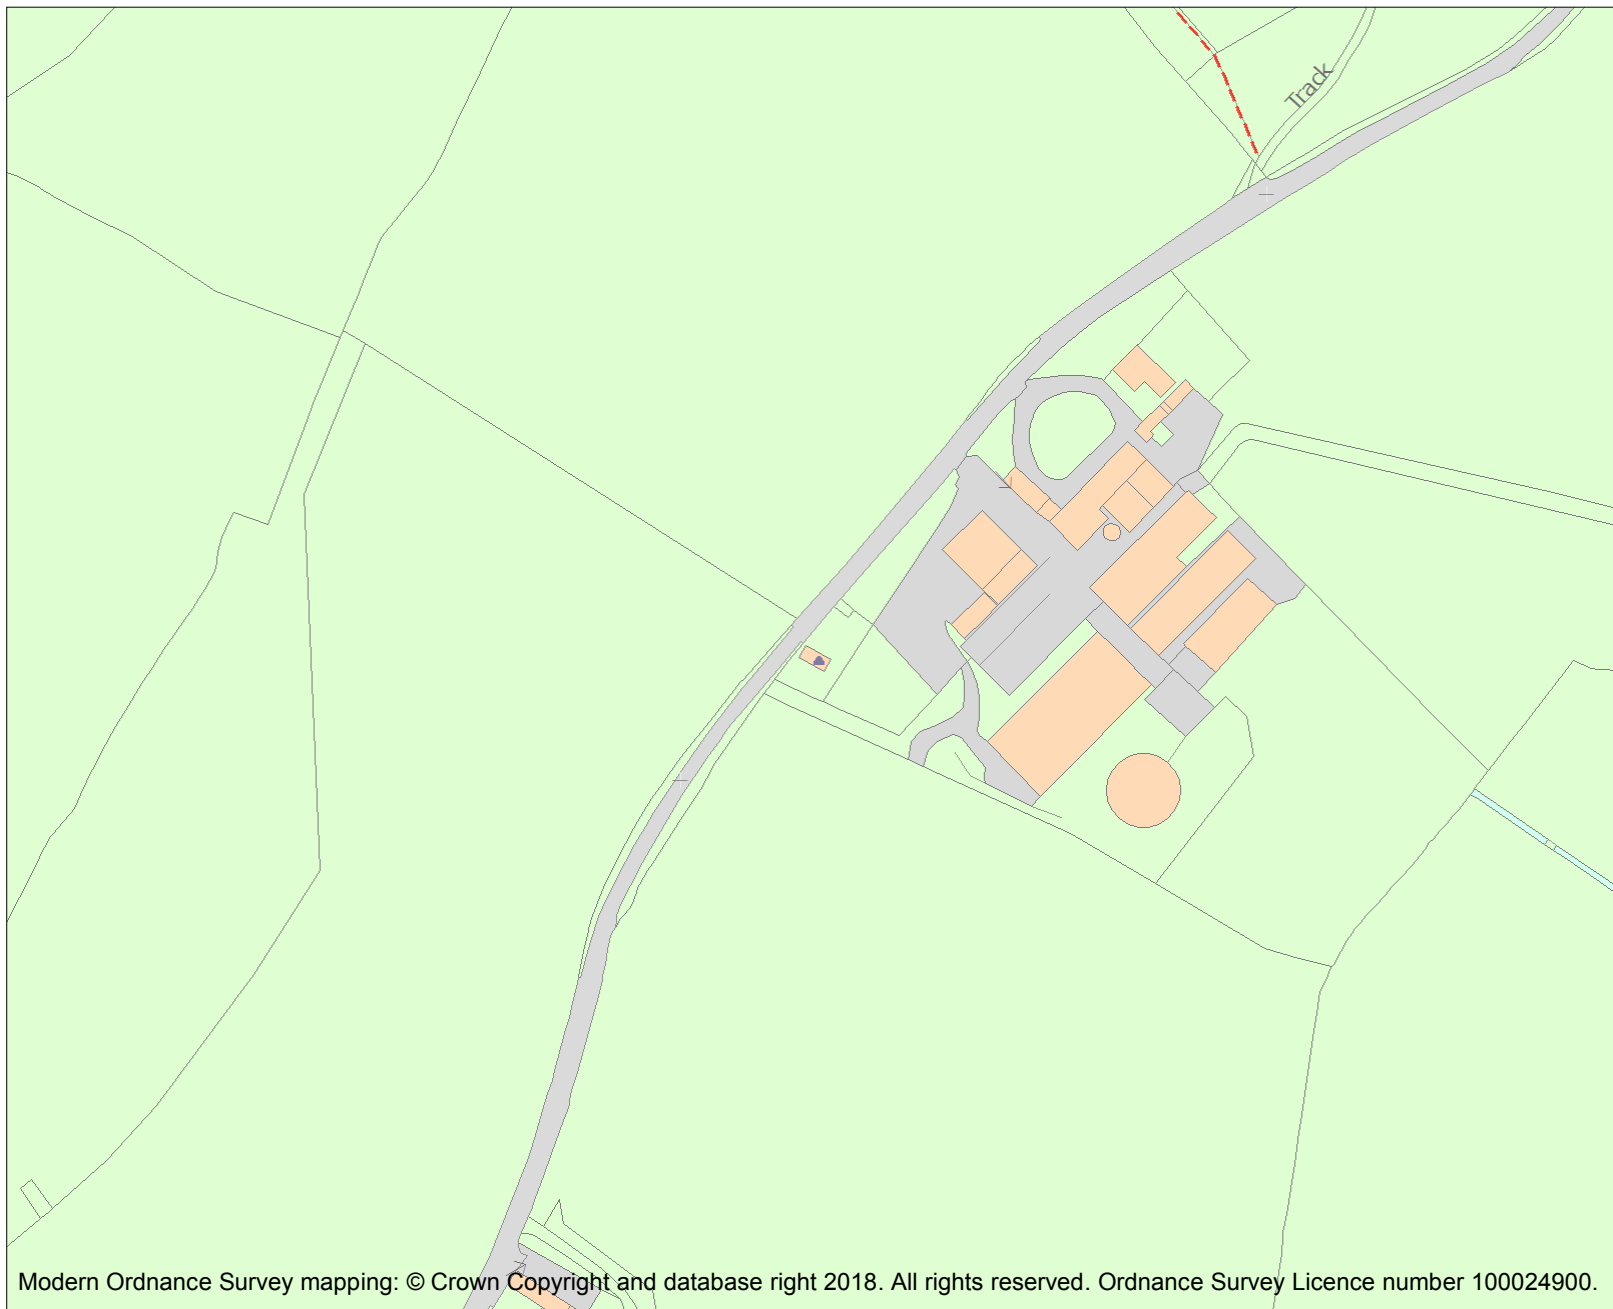 Track
Modern Ordnance Survey mapping: © Crown Copyright and database right 2018. All rights reserved. Ordnance Survey Licence number 100024900.